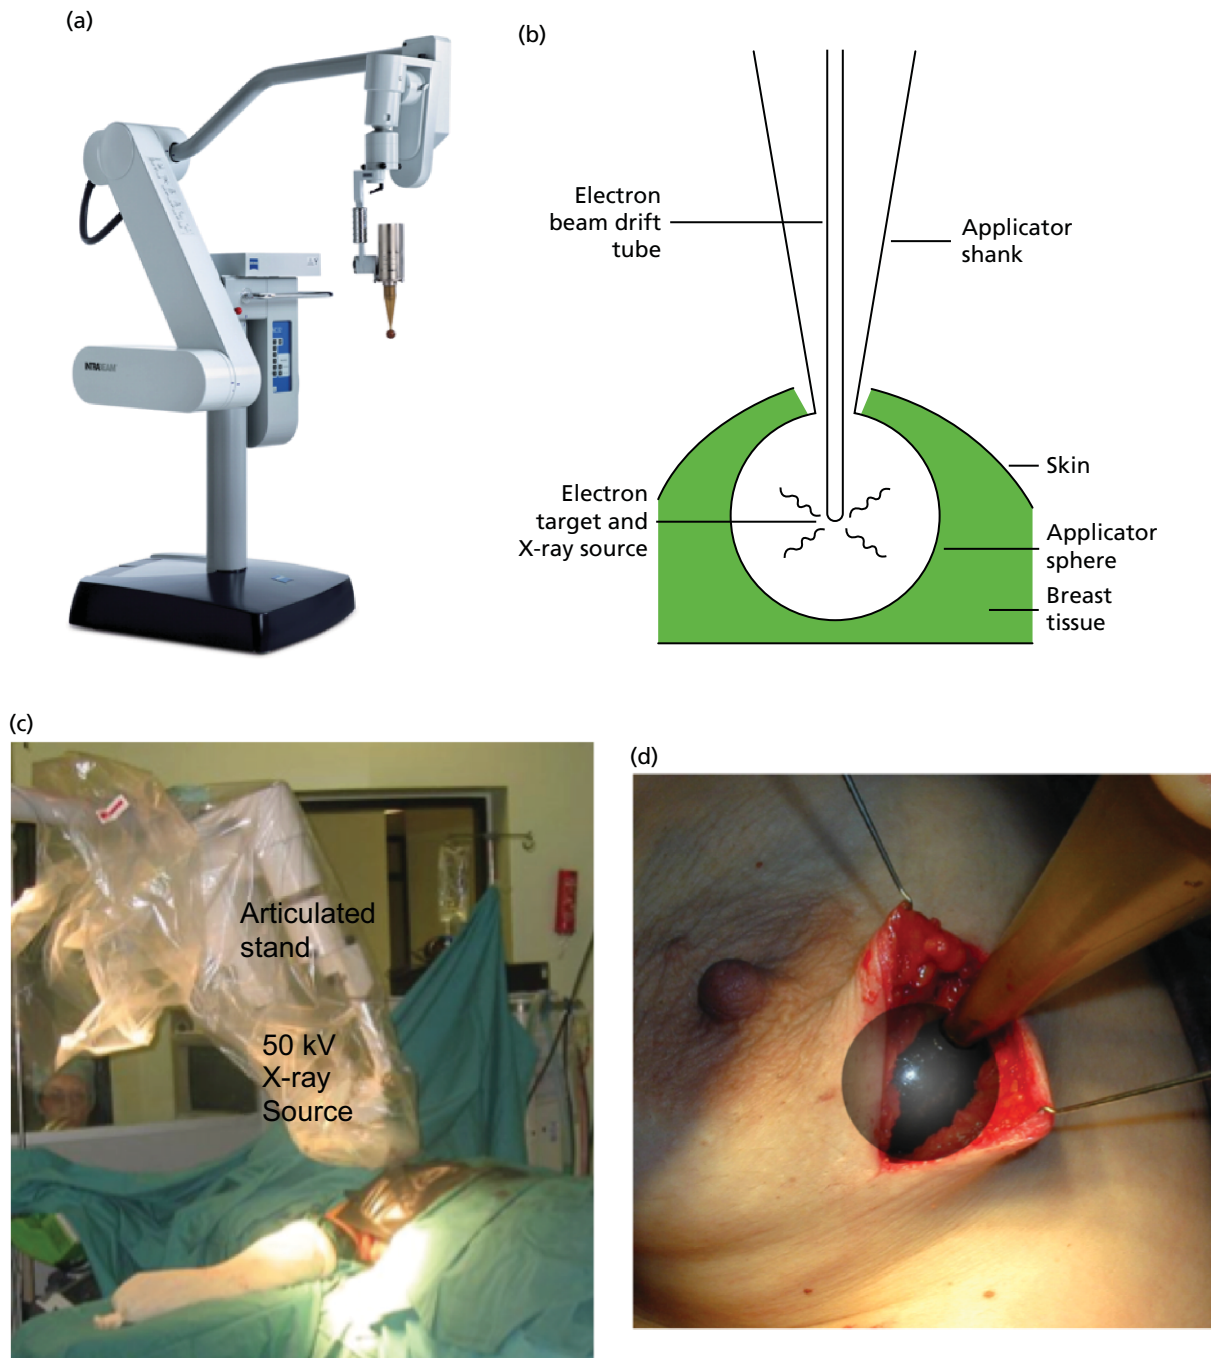 (a)
INTRABEAM
(b)
Electron
beam drift
tube
Applicator
shank
Skin
Electron
target and
X-ray source
Applicator
sphere
Breast
tissue
(c)
Articulated
stand
50 kV
X-ray
Source
(d)